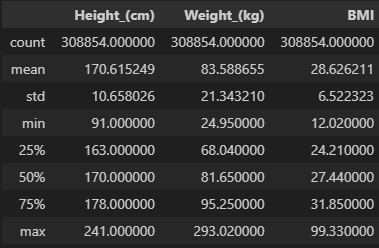 Height_(cm) Weight_(kg) BMI
count 308854.000000 308854.000000 308854.000000
mean 170.615249 83.588655 28.626211
std 10.658026 21.343210 6.522323
min 91.000000 24.950000 12.020000
25% 163.000000 68.040000 24.210000
50% 170.000000 81.650000 27.440000
75% 178.000000 95.250000 31.850000
max 241.000000 293.020000 99.330000